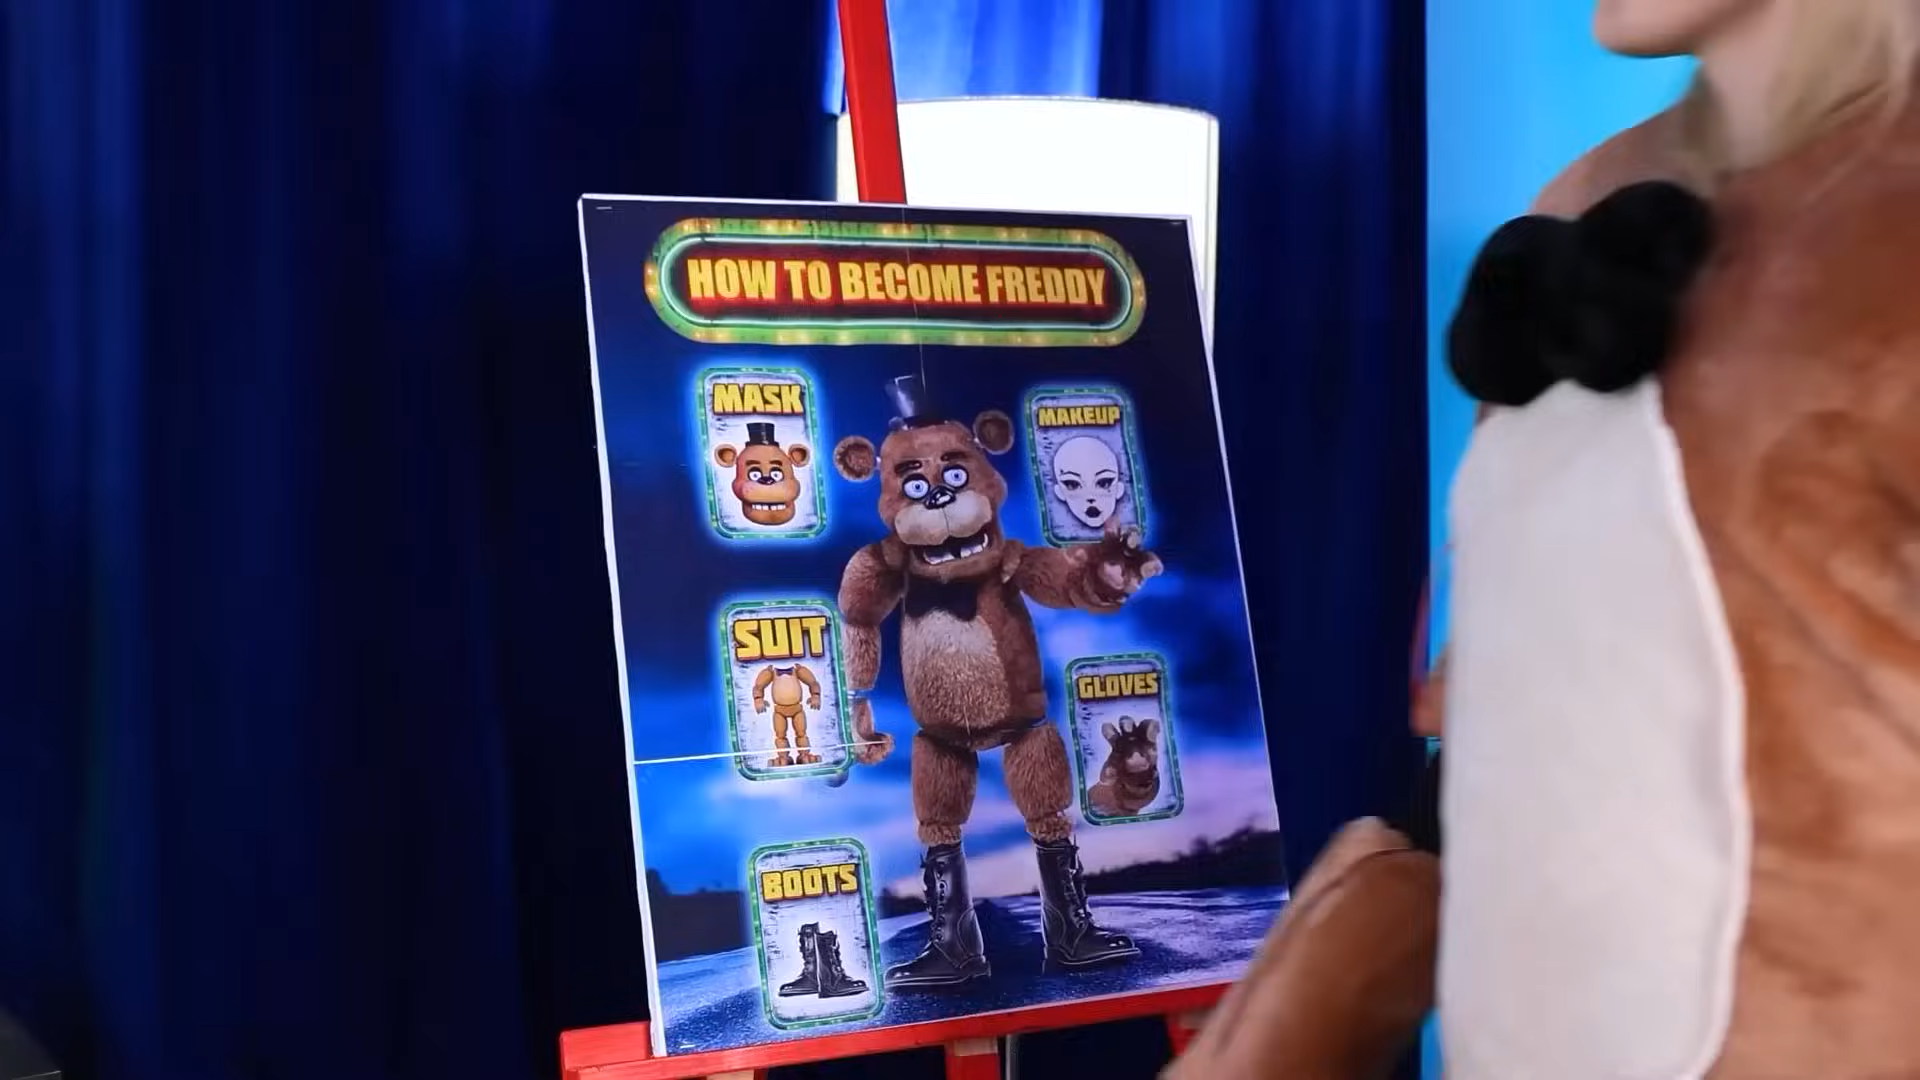 HOW TO BECOME FREDDY
MASK
MAKEUP
SUIT
GLOVES
BOOTS